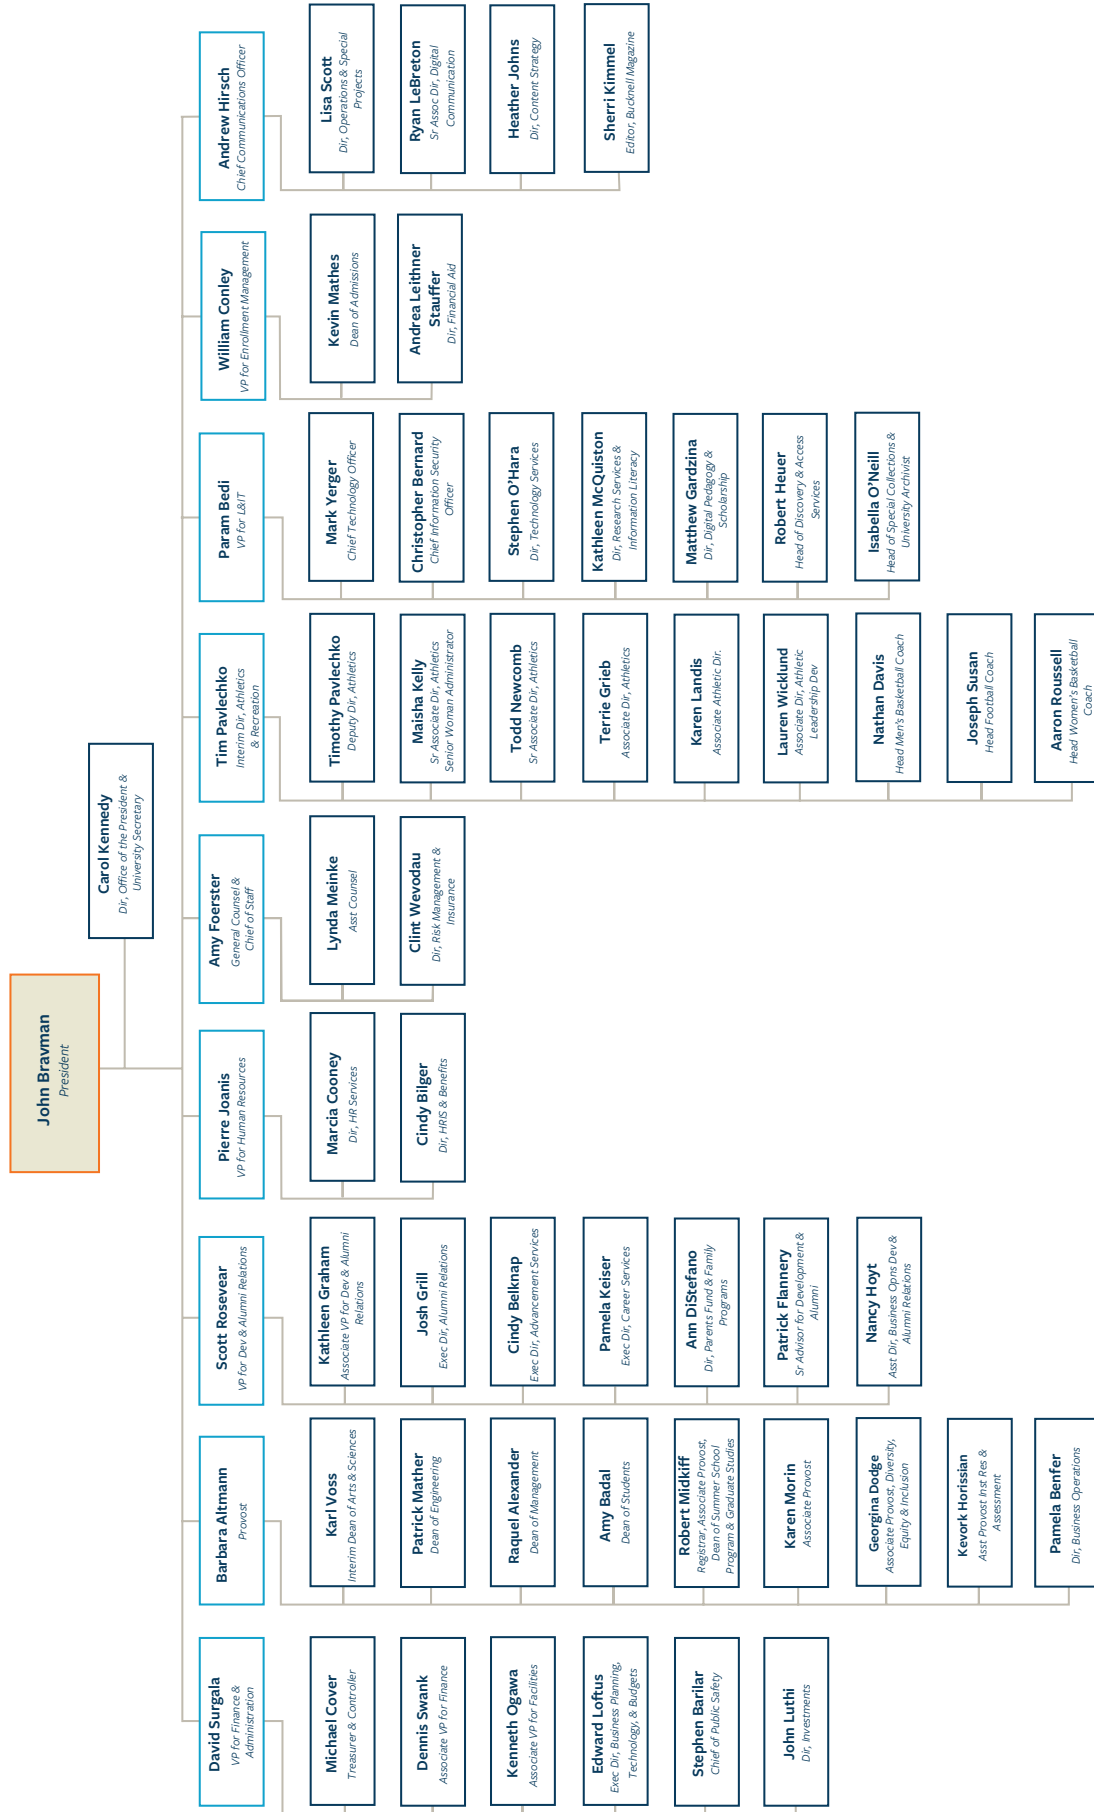 John Bravman
President
Carol Kennedy
Dir, Office of the President &
University Secretary
David Surgala
VP for Finance &
Administration
Michael Cover
Treasurer & Controller
Dennis Swank
Associate VP for Finance
Kenneth Ogawa
Associate VP for Facilities
Edward Loftus
Exec Dir, Business Planning,
Technology, & Budgets
Stephen Barilar
Chief of Public Safety
John Luthi
Dir, Investments
Barbara Altmann
Provost
Karl Voss
Interim Dean of Arts & Sciences
Patrick Mather
Dean of Engineering
Raquel Alexander
Dean of Management
Amy Badal
Dean of Students
Robert Midkiff
Registrar, Associate Provost,
Dean of Summer School
Program & Graduate Studies
Karen Morin
Associate Provost
Georgina Dodge
Associate Provost, Diversity,
Equity & Inclusion
Kevork Horissian
Asst Provost Inst Res &
Assessment
Pamela Benfer
Dir, Business Operations
Scott Rosevear
VP for Dev & Alumni Relations
Kathleen Graham
Associate VP for Dev & Alumni
Relations
Josh Grill
Exec Dir, Alumni Relations
Cindy Belknap
Exec Dir, Advancement Services
Pamela Keiser
Exec Dir, Career Services
Ann DiStefano
Dir, Parents Fund & Family
Programs
Patrick Flannery
Sr Advisor for Development &
Alumni
Nancy Hoyt
Asst Dir, Business Opns Dev &
Alumni Relations
Pierre Joanis
VP for Human Resources
Marcia Cooney
Dir, HR Services
Cindy Bilger
Dir, HRIS & Benefits
Amy Foerster
General Counsel &
Chief of Staff
Lynda Meinke
Asst Counsel
Clint Wevodau
Dir, Risk Management &
Insurance
Tim Pavlechko
Interim Dir, Athletics
& Recreation
Timothy Pavlechko
Deputy Dir, Athletics
Maisha Kelly
Sr Associate Dir, Athletics
Senior Woman Administrator
Todd Newcomb
Sr Associate Dir, Athletics
Terrie Grieb
Associate Dir, Athletics
Karen Landis
Associate Athletic Dir.
Lauren Wicklund
Associate Dir, Athletic
Leadership Dev
Nathan Davis
Head Men's Basketball Coach
Joseph Susan
Head Football Coach
Aaron Roussell
Head Women's Basketball
Coach
Param Bedi
VP for L&IT
Mark Yerger
Chief Technology Officer
Christopher Bernard
Chief Information Security
Officer
Stephen O'Hara
Dir, Technology Services
Kathleen McQuiston
Dir, Research Services &
Information Literacy
Matthew Gardzina
Dir, Digital Pedagogy &
Scholarship
Robert Heuer
Head of Discovery & Access
Services
Isabella O'Neill
Head of Special Collections &
University Archivist
William Conley
VP for Enrollment Management
Kevin Mathes
Dean of Admissions
Andrea Leithner
Stauffer
Dir, Financial Aid
Andrew Hirsch
Chief Communications Officer
Lisa Scott
Dir, Operations & Special
Projects
Ryan LeBreton
Sr Assoc Dir, Digital
Communication
Heather Johns
Dir, Content Strategy
Sherri Kimmel
Editor, Bucknell Magazine